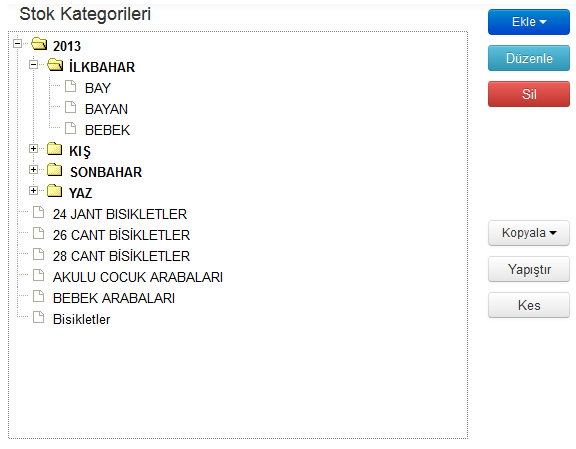 Stok Kategorileri
Ekle
2013
Düzenle
İLKBAHAR
BAY
Sil
BAYAN
BEBEK
KIŞ
SONBAHAR
YAZ
24 JANT BISIKLETLER
26 CANT BİSİKLETLER
Kopyala
28 CANT BİSİKLETLER
AKULU COCUK ARABALARI
Yapıştır
BEBEK ARABALARI
Kes
Bisikletler